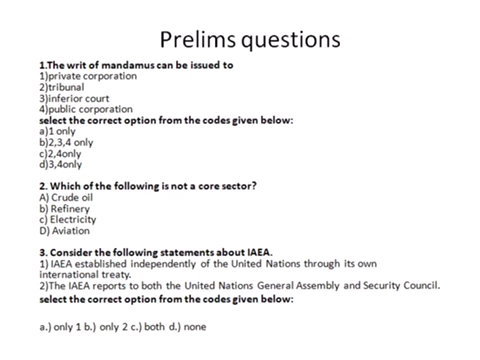 Prelims questions
1.The writ of mandamus can be issued to
1)private corporation
2)tribunal
3)inferior court
4)public corporation
select the correct option from the codes given below:
a)1 only
b)2,3,4 only
c)2,4only
d)3,4only
2. Which of the following is not a core sector?
A) Crude oil
b) Refinery
c) Electricity
D) Aviation
3. Consider the following statements about IAEA.
1) IAEA established independently of the United Nations through its own
international treaty.
2)The IAEA reports to both the United Nations General Assembly and Security Council.
select the correct option from the codes given below:
a.) only 1 b.) only 2 c.) both d.) none